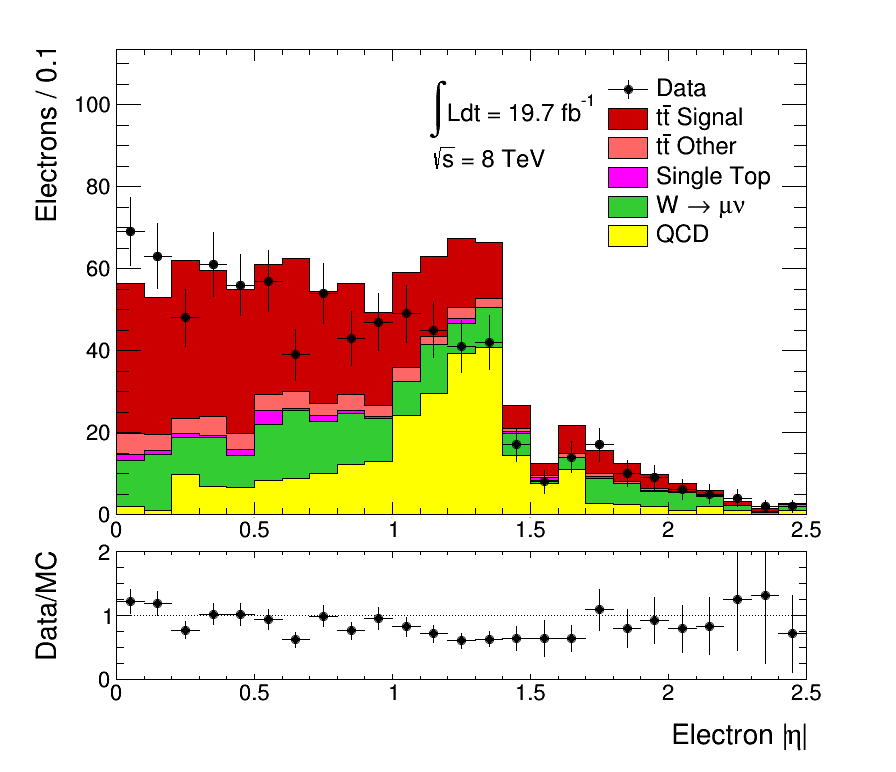 Electrons / 0.1
100
80
60
40
20
0
∫Ldt = 19.7 fb⁻¹
√s = 8 TeV
Data
tt̄ Signal
tt̄ Other
Single Top
W → μν
QCD
0 0.5 1 1.5 2 2.5
Data/MC
2
1
0
0 0.5 1 1.5 2 2.5
Electron |η|